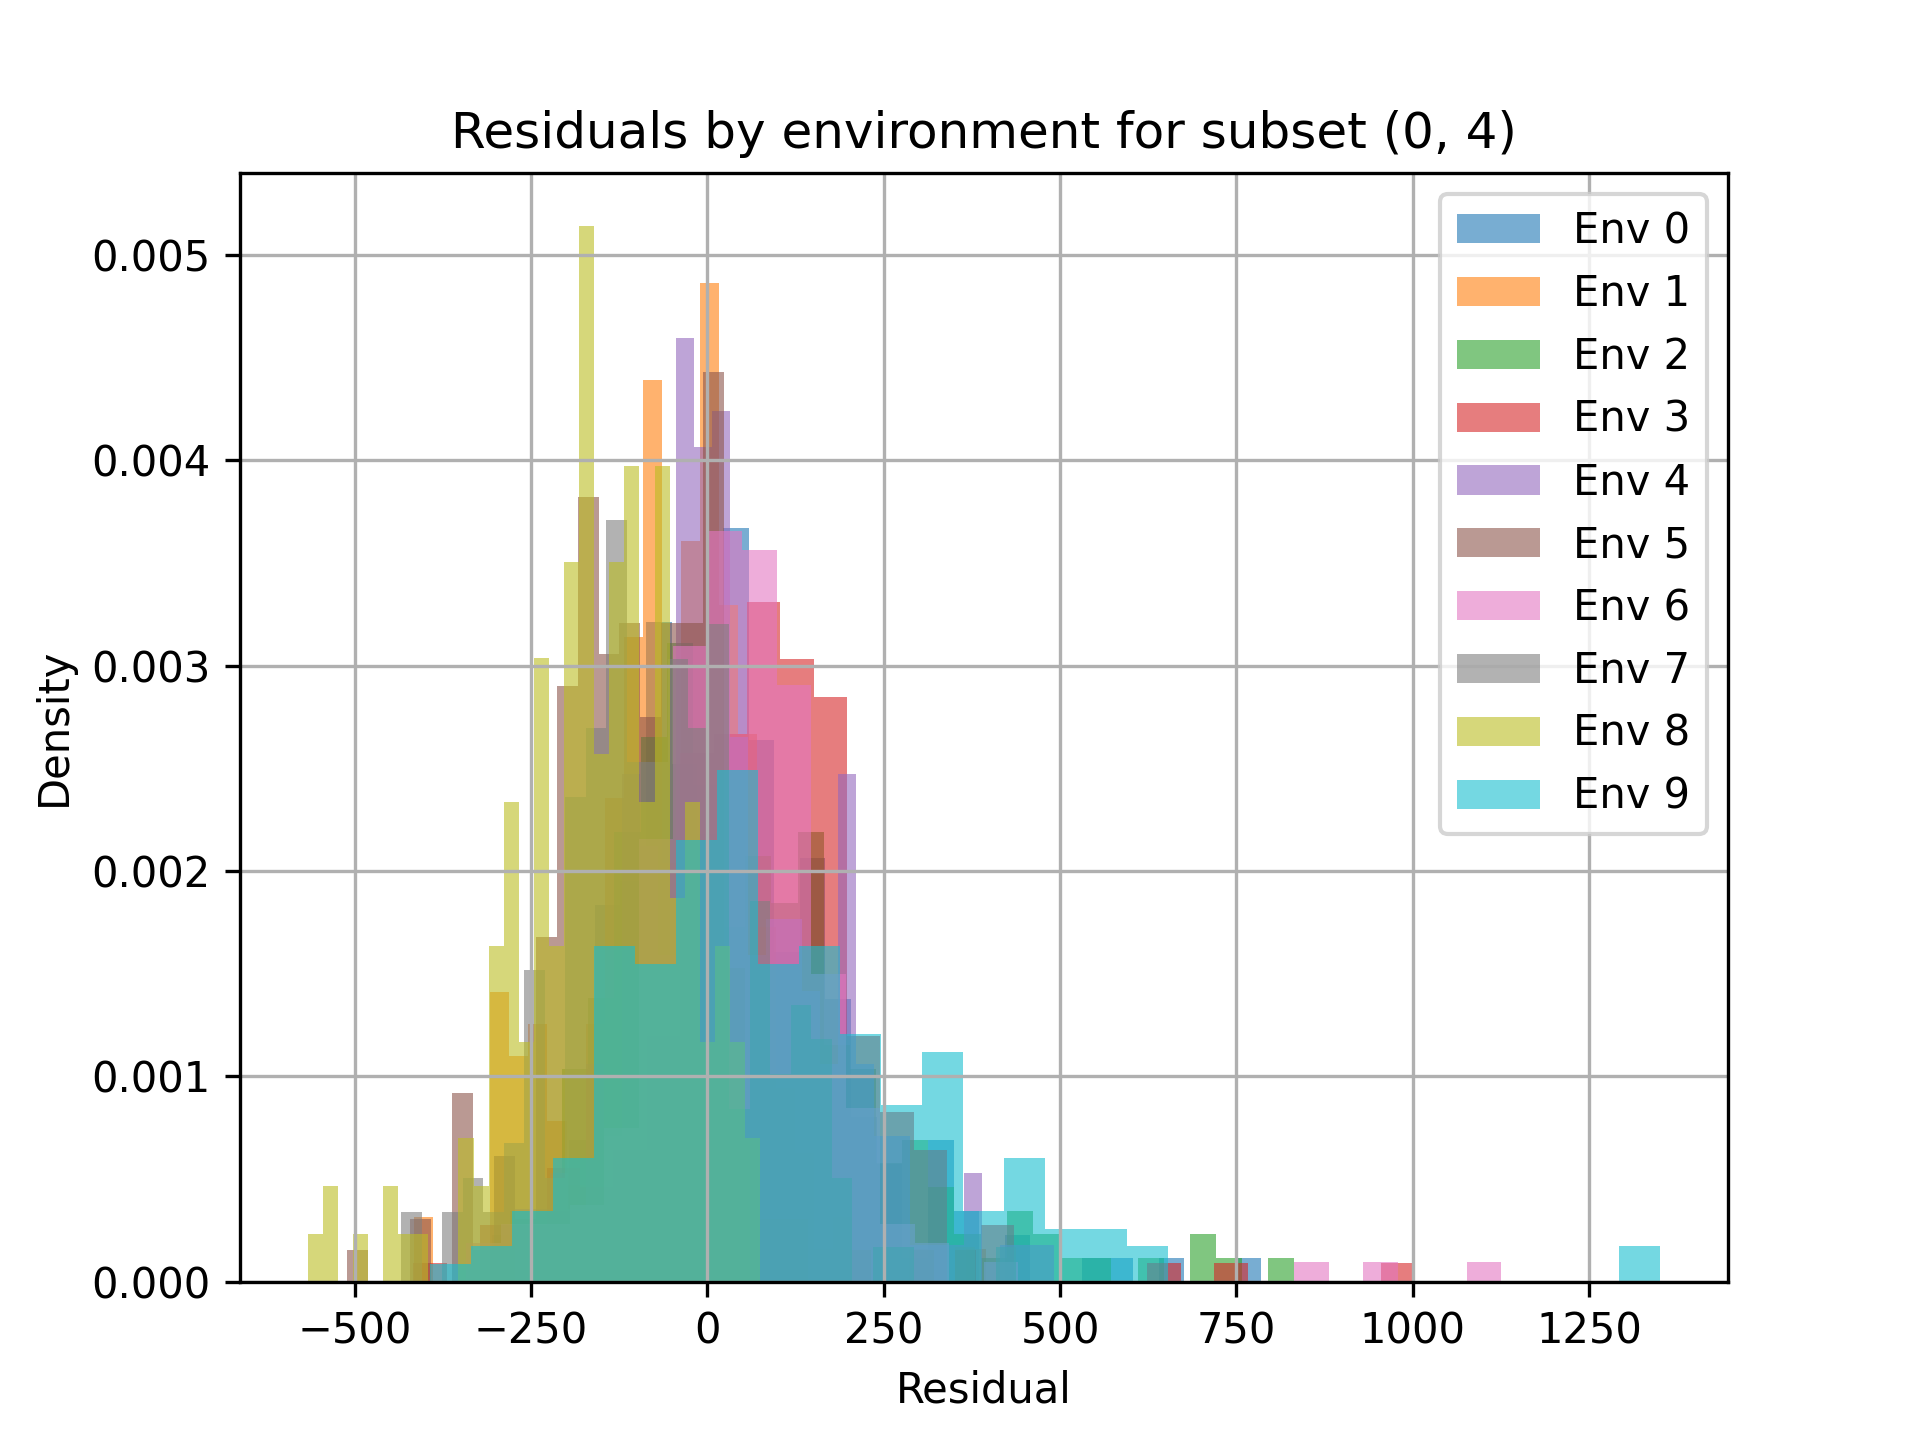 Residuals by environment for subset (0, 4)
Density
0.005
0.004
0.003
0.002
0.001
0.000
−500 −250 0 250 500 750 1000 1250
Residual
Env 0
Env 1
Env 2
Env 3
Env 4
Env 5
Env 6
Env 7
Env 8
Env 9